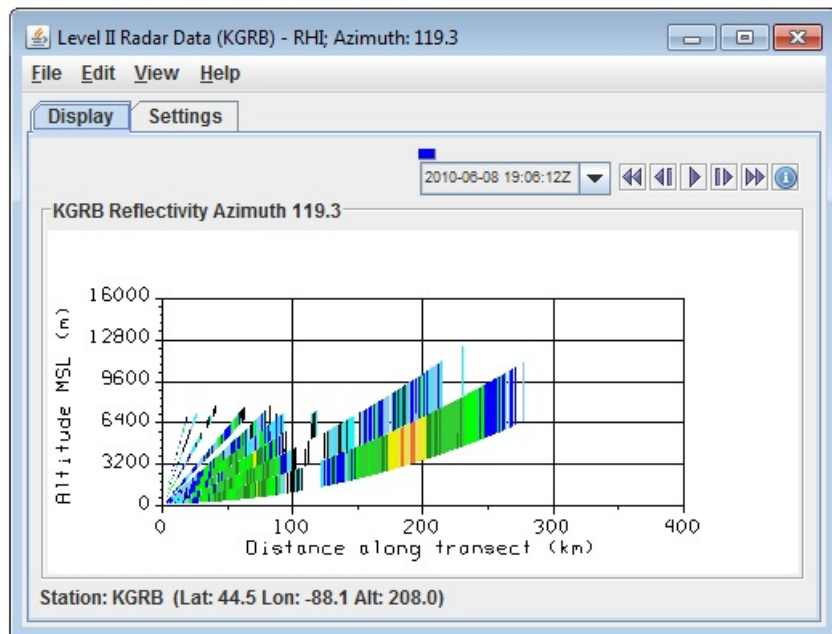 Level II Radar Data (KGRB) - RHI; Azimuth: 119.3
File Edit View Help
Display Settings
2010-06-08 19:06:12Z
KGRB Reflectivity Azimuth 119.3
16000
12800
9600
6400
3200
0
Altitude MSL (m)
0 100 200 300 400
Distance along transect (km)
Station: KGRB (Lat: 44.5 Lon: -88.1 Alt: 208.0)